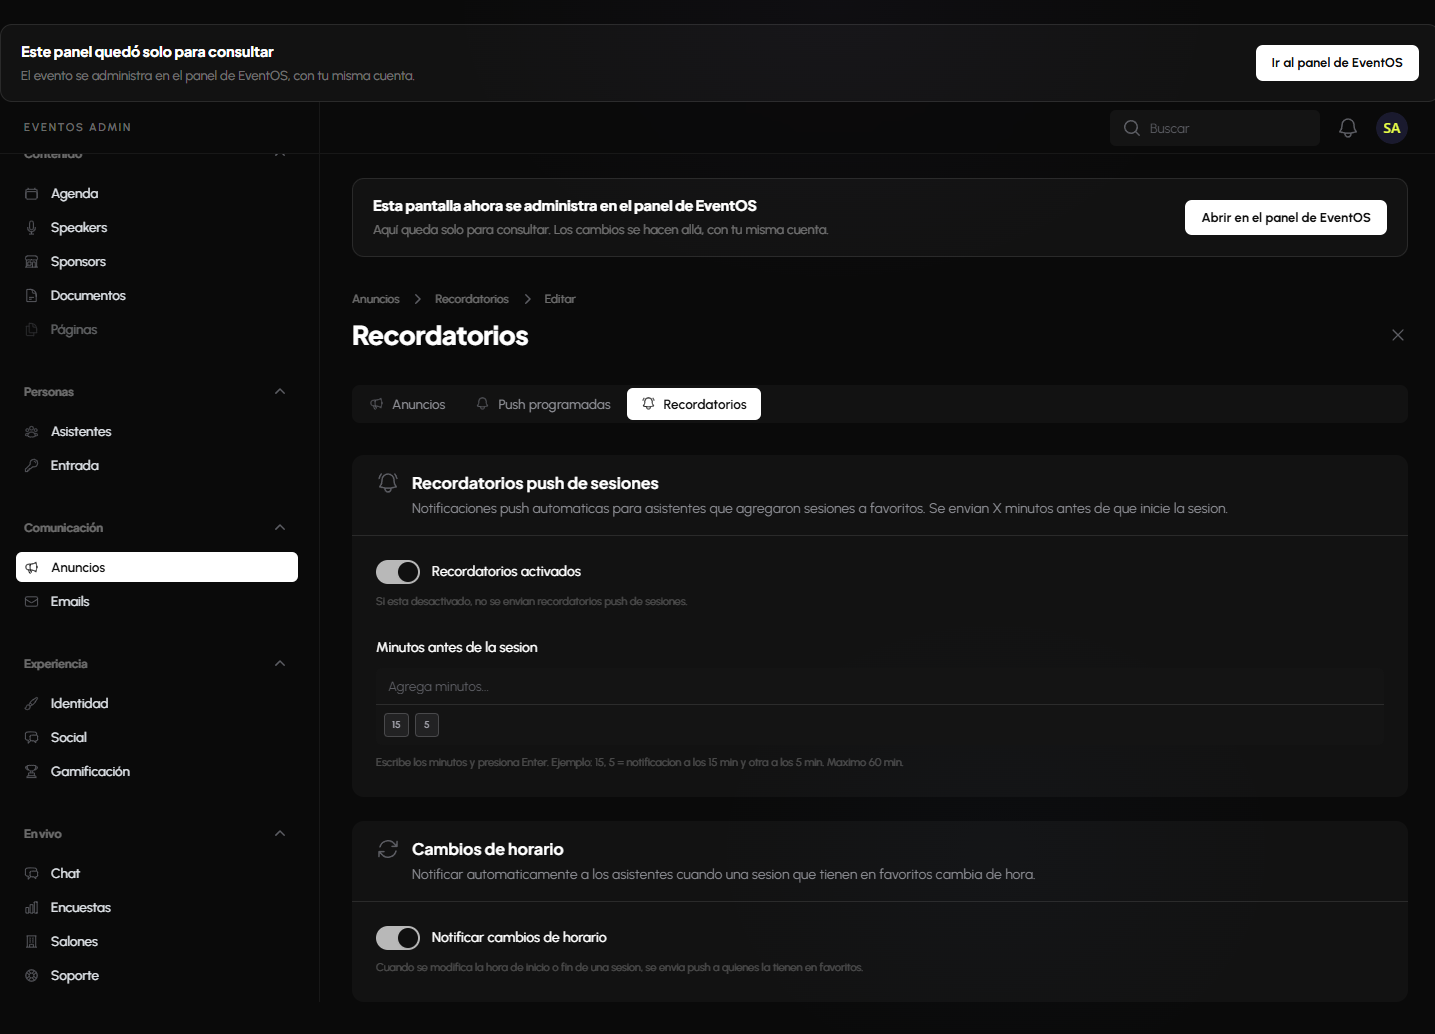 Este panel quedó solo para consultar
El evento se administra en el panel de EventOS, con tu misma cuenta.
Ir al panel de EventOS
EVENTOS ADMIN
Buscar
SA
Contenido
Agenda
Speakers
Sponsors
Documentos
Páginas
Personas
Asistentes
Entrada
Comunicación
Anuncios
Emails
Experiencia
Identidad
Social
Gamificación
En vivo
Chat
Encuestas
Salones
Soporte
Esta pantalla ahora se administra en el panel de EventOS
Aquí queda solo para consultar. Los cambios se hacen allá, con tu misma cuenta.
Abrir en el panel de EventOS
Anuncios > Recordatorios > Editar
Recordatorios
Anuncios
Push programadas
Recordatorios
Recordatorios push de sesiones
Notificaciones push automaticas para asistentes que agregaron sesiones a favoritos. Se envian X minutos antes de que inicie la sesion.
Recordatorios activados
Si esta desactivado, no se envian recordatorios push de sesiones.
Minutos antes de la sesion
Agrega minutos...
15
5
Escribe los minutos y presiona Enter. Ejemplo: 15, 5 = notificacion a los 15 min y otra a los 5 min. Maximo 60 min.
Cambios de horario
Notificar automaticamente a los asistentes cuando una sesion que tienen en favoritos cambia de hora.
Notificar cambios de horario
Cuando se modifica la hora de inicio o fin de una sesion, se envia push a quienes la tienen en favoritos.